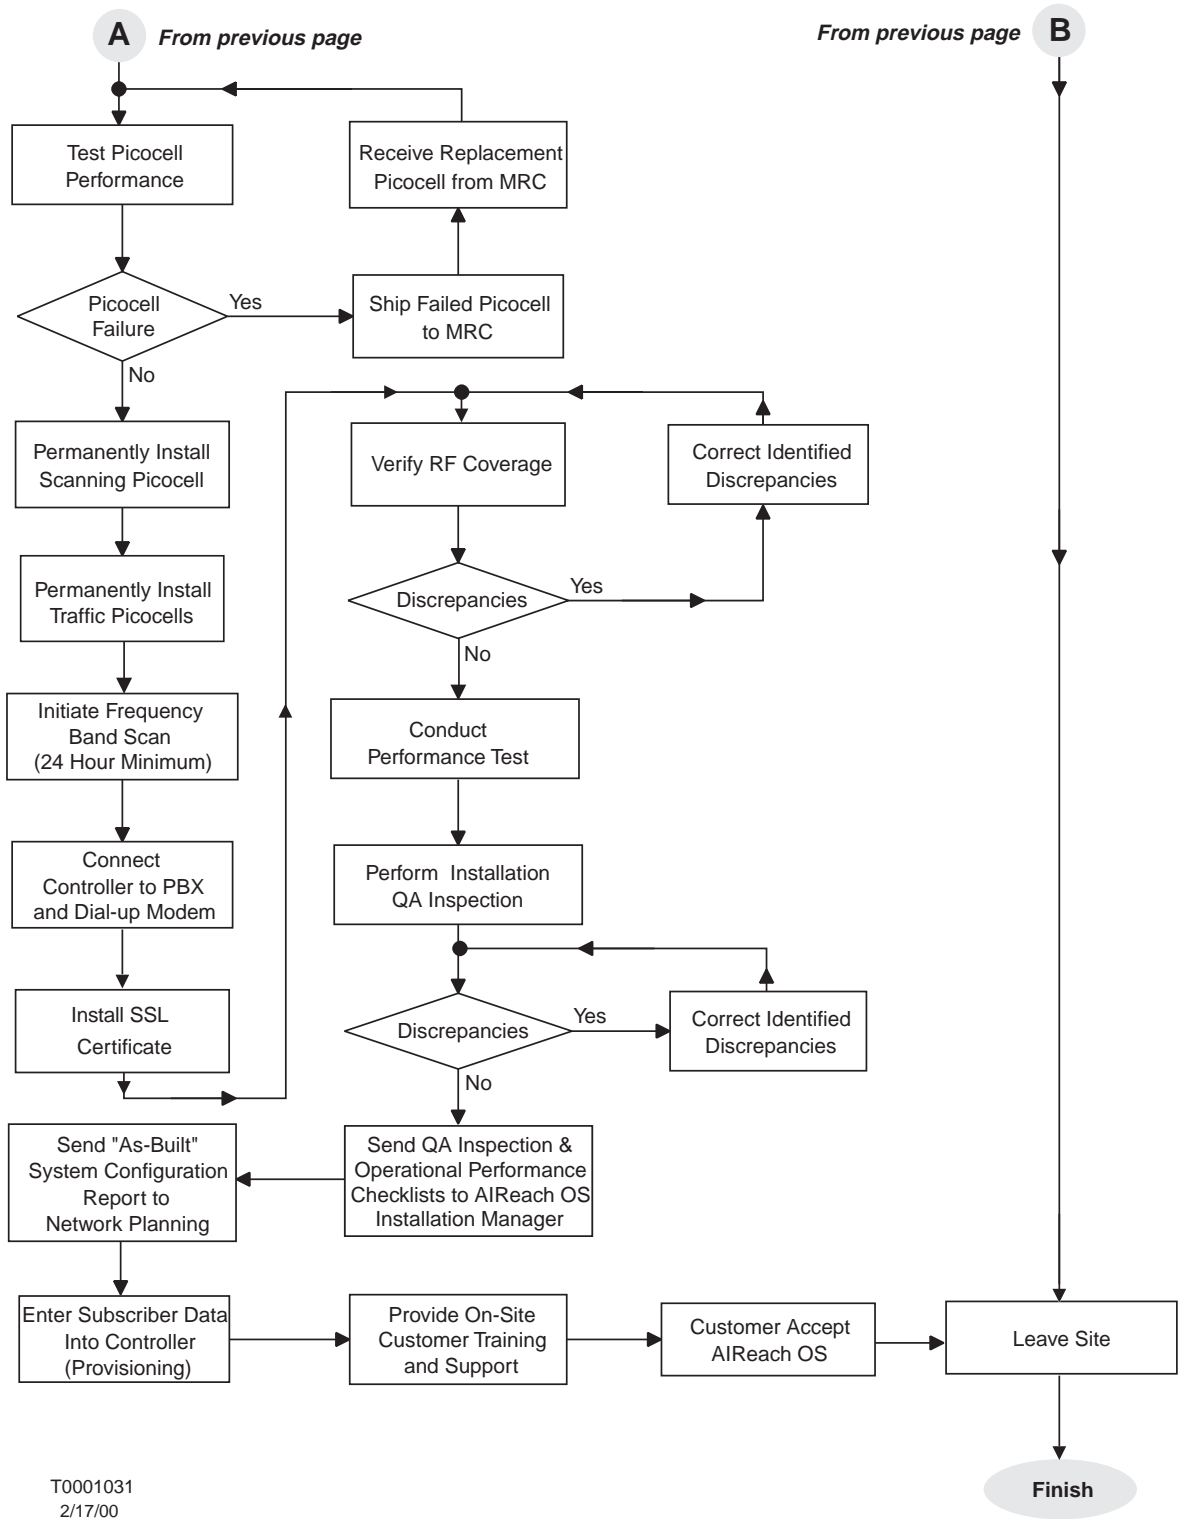 A
From previous page
From previous page
B
Test Picocell
Performance
Receive Replacement
Picocell from MRC
Picocell
Failure
Yes
Ship Failed Picocell
to MRC
No
Permanently Install
Scanning Picocell
Verify RF Coverage
Correct Identified
Discrepancies
Permanently Install
Traffic Picocells
Discrepancies
Yes
No
Initiate Frequency
Band Scan
(24 Hour Minimum)
Conduct
Performance Test
Connect
Controller to PBX
and Dial-up Modem
Perform Installation
QA Inspection
Install SSL
Certificate
Discrepancies
Yes
Correct Identified
Discrepancies
No
Send "As-Built"
System Configuration
Report to
Network Planning
Send QA Inspection &
Operational Performance
Checklists to AIReach OS
Installation Manager
Enter Subscriber Data
Into Controller
(Provisioning)
Provide On-Site
Customer Training
and Support
Customer Accept
AIReach OS
Leave Site
Finish
T0001031
2/17/00